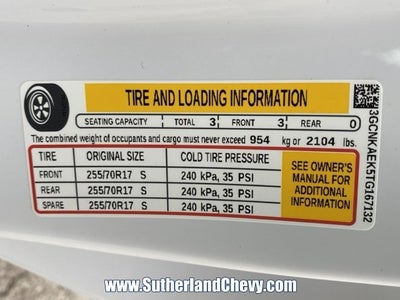 TIRE AND LOADING INFORMATION
SEATING CAPACITY TOTAL 3 FRONT 3 REAR 0
The combined weight of occupants and cargo must never exceed 954 kg or 2104 lbs.
TIRE ORIGINAL SIZE COLD TIRE PRESSURE
FRONT 255/70R17 S 240 kPa, 35 PSI
REAR 255/70R17 S 240 kPa, 35 PSI
SPARE 255/70R17 S 240 kPa, 35 PSI
SEE OWNER'S
MANUAL FOR
ADDITIONAL
INFORMATION
3GCNKAEK5TG167132
www.SutherlandChevy.com